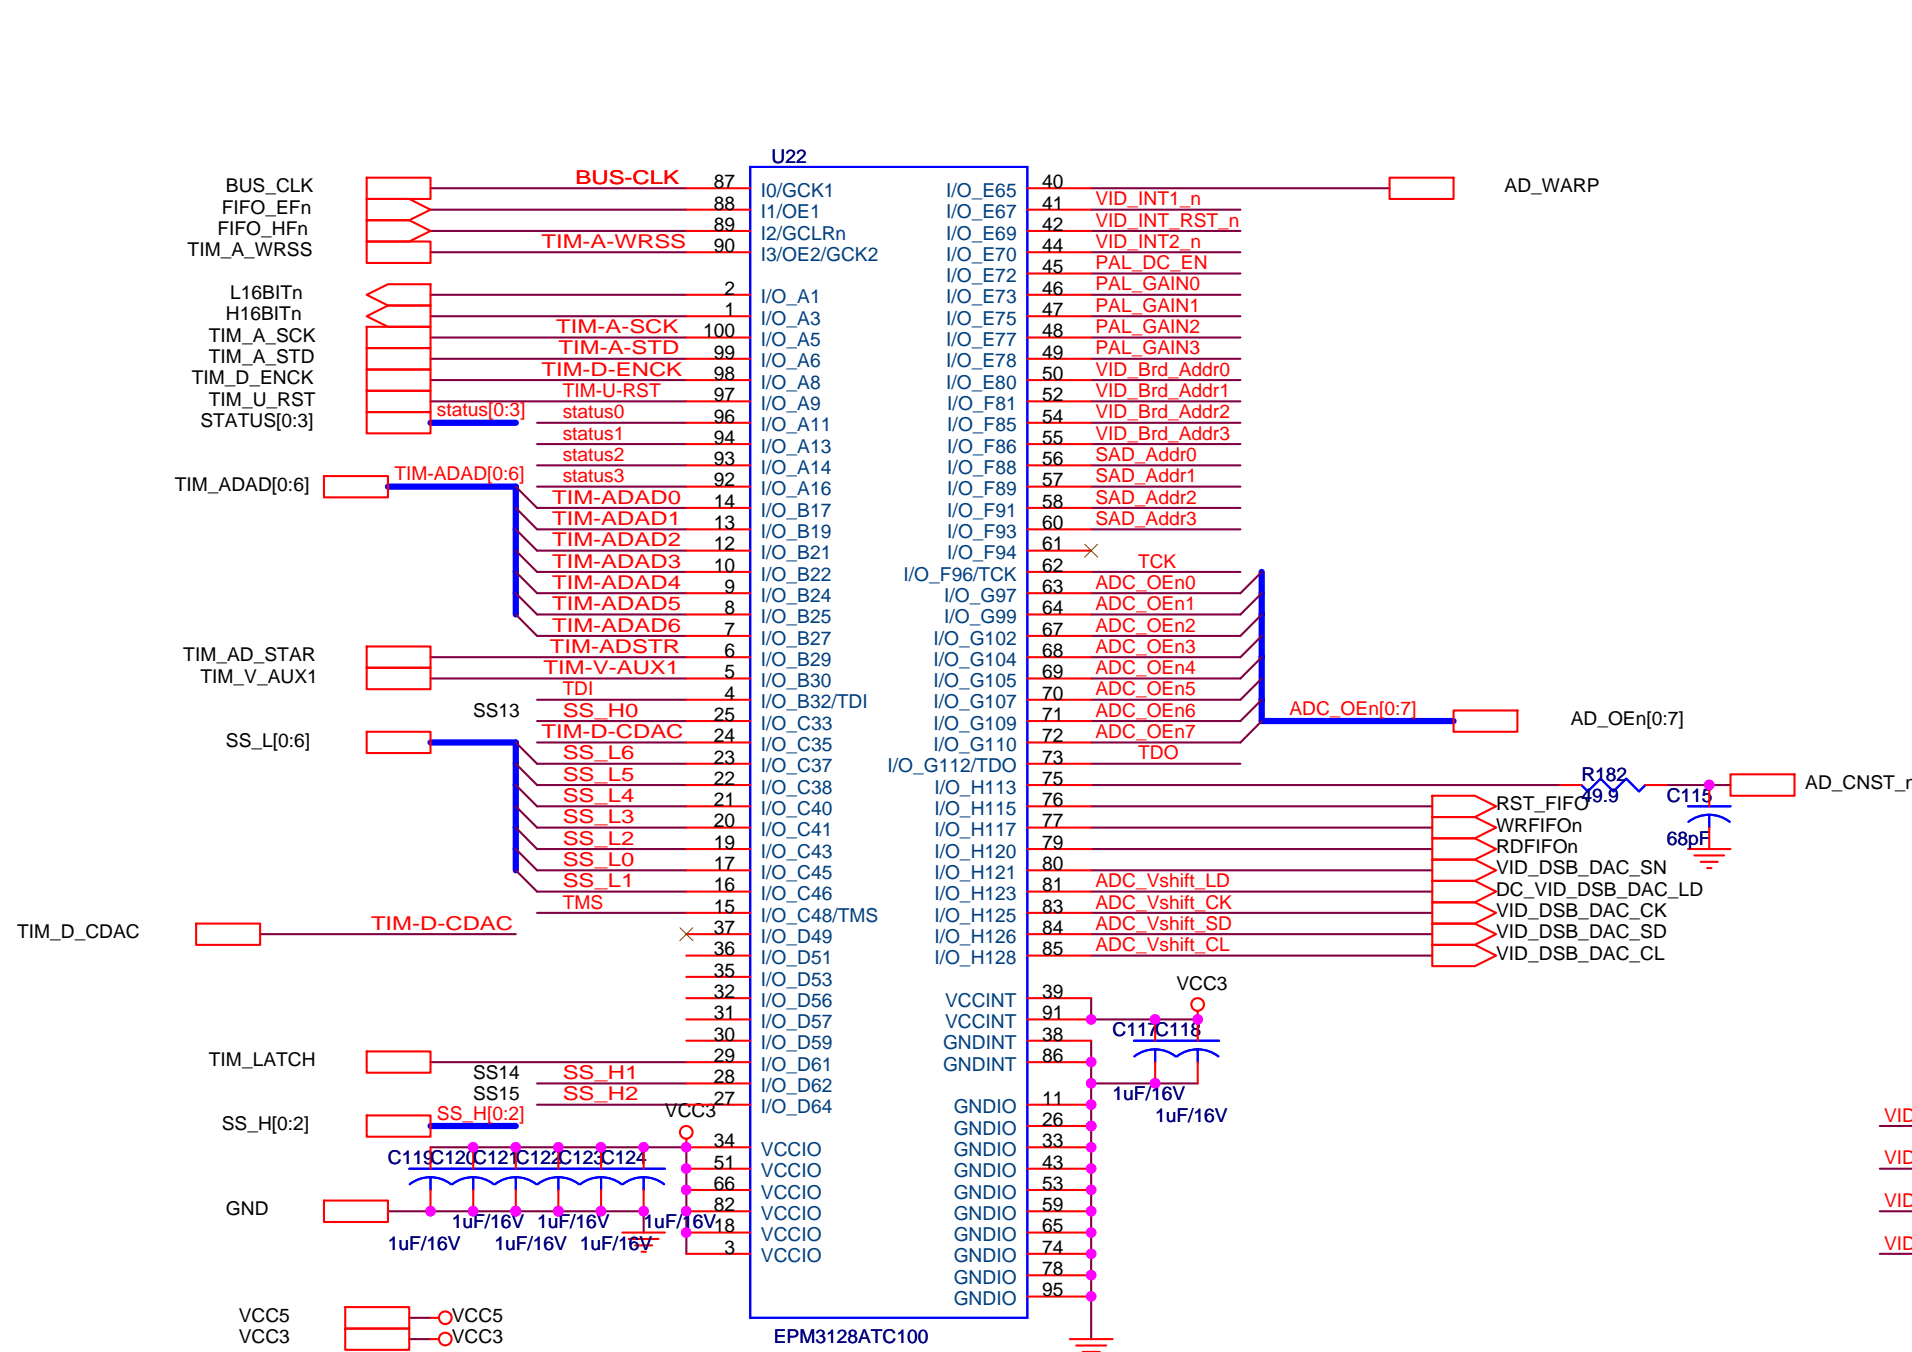 U22
BUS_CLK BUS-CLK 87 I0/GCK1 I/O_E65 40 AD_WARP
FIFO_EFn 88 I1/OE1 I/O_E67 41 VID_INT1_n
FIFO_HFn 89 I2/GCLRn I/O_E69 42 VID_INT_RST_n
TIM_A_WRSS TIM-A-WRSS 90 I3/OE2/GCK2 I/O_E70 44 VID_INT2_n
I/O_E72 45 PAL_DC_EN
L16BITn 2 I/O_A1 I/O_E73 46 PAL_GAIN0
H16BITn 1 I/O_A3 I/O_E75 47 PAL_GAIN1
TIM_A_SCK TIM-A-SCK 100 I/O_A5 I/O_E77 48 PAL_GAIN2
TIM_A_STD TIM-A-STD 99 I/O_A6 I/O_E78 49 PAL_GAIN3
TIM_D_ENCK TIM-D-ENCK 98 I/O_A8 I/O_E80 50 VID_Brd_Addr0
TIM_U_RST TIM-U-RST 97 I/O_A9 I/O_F81 52 VID_Brd_Addr1
STATUS[0:3] status[0:3] status0 96 I/O_A11 I/O_F85 54 VID_Brd_Addr2
status1 94 I/O_A13 I/O_F86 55 VID_Brd_Addr3
status2 93 I/O_A14 I/O_F88 56 SAD_Addr0
TIM_ADAD[0:6] TIM-ADAD[0:6] status3 92 I/O_A16 I/O_F89 57 SAD_Addr1
TIM-ADAD0 14 I/O_B17 I/O_F91 58 SAD_Addr2
TIM-ADAD1 13 I/O_B19 I/O_F93 60 SAD_Addr3
TIM-ADAD2 12 I/O_B21 I/O_F94 61
TIM-ADAD3 10 I/O_B22 I/O_F96/TCK 62 TCK
TIM-ADAD4 9 I/O_B24 I/O_G97 63 ADC_OEn0
TIM-ADAD5 8 I/O_B25 I/O_G99 64 ADC_OEn1
TIM-ADAD6 7 I/O_B27 I/O_G102 67 ADC_OEn2
TIM_AD_STAR TIM-ADSTR 6 I/O_B29 I/O_G104 68 ADC_OEn3
TIM_V_AUX1 TIM-V-AUX1 5 I/O_B30 I/O_G105 69 ADC_OEn4
TDI 4 I/O_B32/TDI I/O_G107 70 ADC_OEn5
SS13 SS_H0 25 I/O_C33 I/O_G109 71 ADC_OEn6 ADC_OEn[0:7] AD_OEn[0:7]
SS_L[0:6] TIM-D-CDAC 24 I/O_C35 I/O_G110 72 ADC_OEn7
SS_L6 23 I/O_C37 I/O_G112/TDO 73 TDO
SS_L5 22 I/O_C38 I/O_H113 75 R182 49.9 AD_CNST_n
SS_L4 21 I/O_C40 I/O_H115 76 RST_FIFO C115
SS_L3 20 I/O_C41 I/O_H117 77 WRFIFOn
SS_L2 19 I/O_C43 I/O_H120 79 RDFIFOn 68pF
SS_L0 17 I/O_C45 I/O_H121 80 VID_DSB_DAC_SN
SS_L1 16 I/O_C46 I/O_H123 81 ADC_Vshift_LD DC_VID_DSB_DAC_LD
TMS 15 I/O_C48/TMS I/O_H125 83 ADC_Vshift_CK VID_DSB_DAC_CK
TIM_D_CDAC TIM-D-CDAC 37 I/O_D49 I/O_H126 84 ADC_Vshift_SD VID_DSB_DAC_SD
36 I/O_D51 I/O_H128 85 ADC_Vshift_CL VID_DSB_DAC_CL
35 I/O_D53 VCC3
32 I/O_D56 VCCINT 39
31 I/O_D57 VCCINT 91 C117 C118
30 I/O_D59 GNDINT 38
TIM_LATCH 29 I/O_D61 GNDINT 86
SS14 SS_H1 28 I/O_D62 1uF/16V
SS15 SS_H2 27 I/O_D64 GNDIO 11 1uF/16V
SS_H[0:2] SS_H[0:2] VCC3 GNDIO 26 VID
34 VCCIO GNDIO 33
C119 C120 C121 C122 C123 C124 51 VCCIO GNDIO 43 VID
66 VCCIO GNDIO 53
GND 82 VCCIO GNDIO 59 VID
1uF/16V 1uF/16V 1uF/16V 18 VCCIO GNDIO 65
1uF/16V 1uF/16V 1uF/16V 3 VCCIO GNDIO 74 VID
GNDIO 78
GNDIO 95
VCC5 VCC5
VCC3 VCC3
EPM3128ATC100